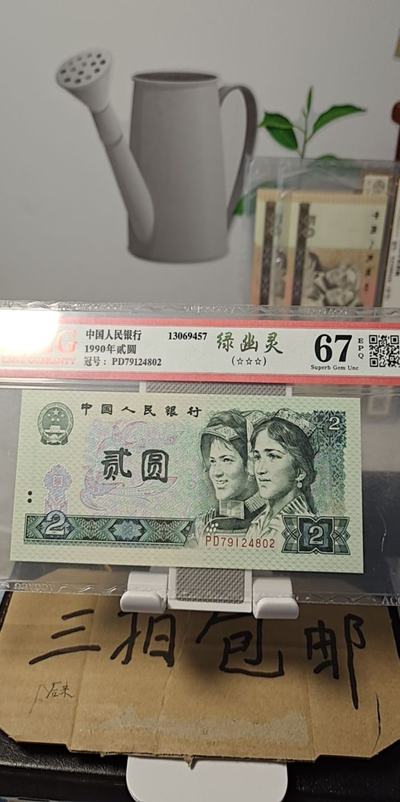 中国人民银行 13069457 绿幽灵 67 EPQ
1990年贰圆 (☆☆☆) Superb Gem Unc
冠号: PD79124802
中国人民银行
2
贰圆
PD79124802
2
2
三拍包邮